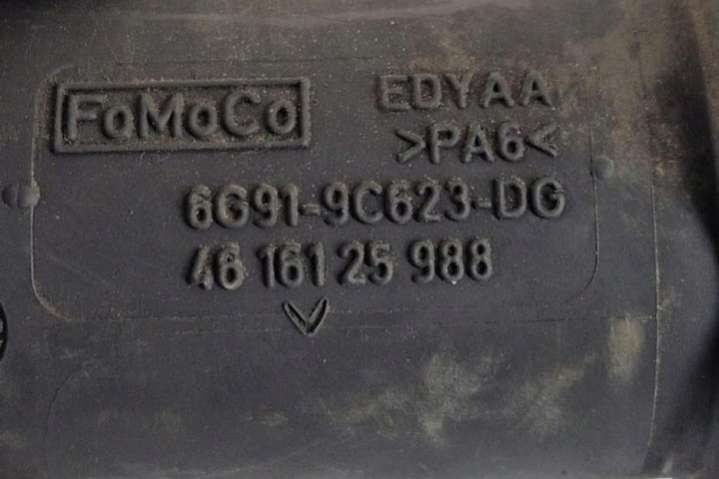 FoMoCo
EDYAA
>PA6<
6G91-9C623-DG
46 161 25 988